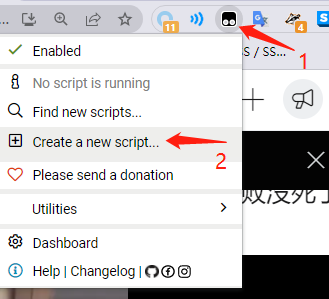 11
4
1
S / SS...
Enabled
No script is running
Find new scripts...
Create a new script...
2
Please send a donation
Utilities
Dashboard
Help | Changelog |